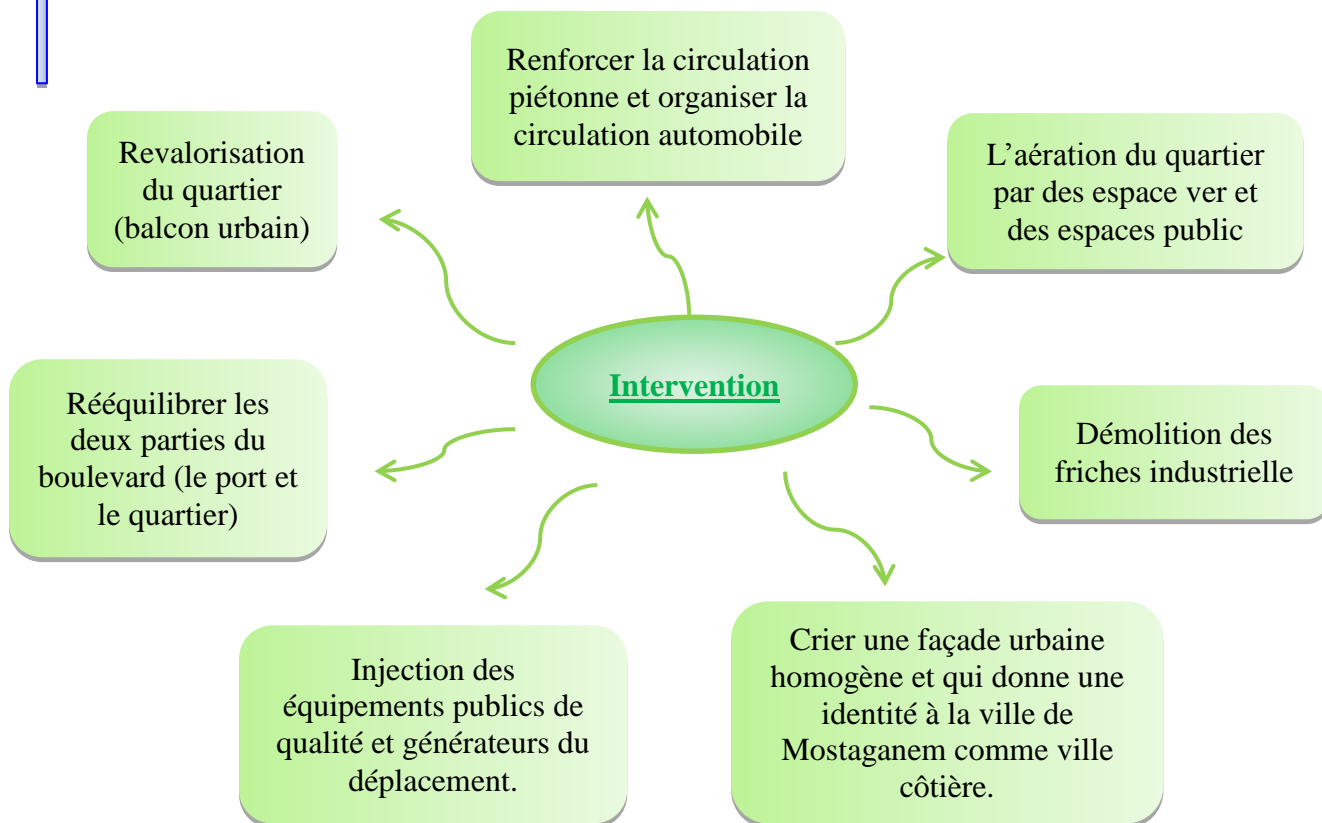 Renforcer la circulation
piétonne et organiser la
circulation automobile
Revalorisation
du quartier
(balcon urbain)
L’aération du quartier
par des espace ver et
des espaces public
Intervention
Rééquilibrer les
deux parties du
boulevard (le port et
le quartier)
Démolition des
friches industrielle
Injection des
équipements publics de
qualité et générateurs du
déplacement.
Crier une façade urbaine
homogène et qui donne une
identité à la ville de
Mostaganem comme ville
côtière.